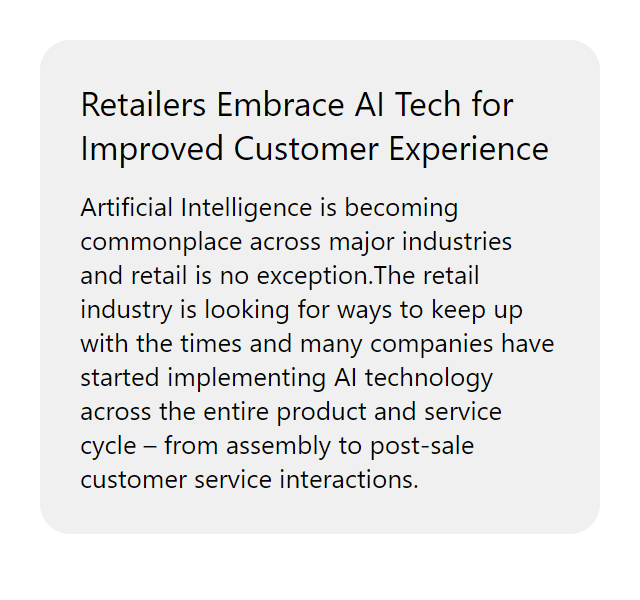 Retailers Embrace AI Tech for
Improved Customer Experience
Artificial Intelligence is becoming
commonplace across major industries
and retail is no exception.The retail
industry is looking for ways to keep up
with the times and many companies have
started implementing AI technology
across the entire product and service
cycle – from assembly to post-sale
customer service interactions.